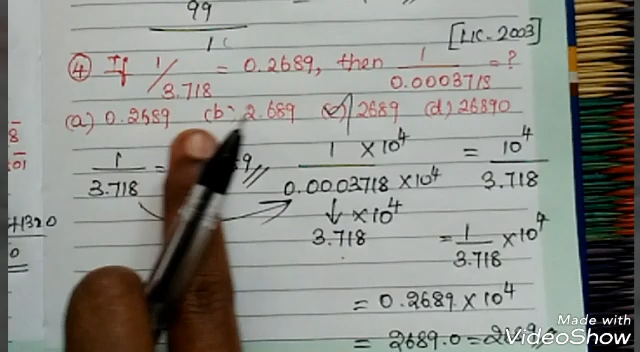 99
[LIC-2003]
④ If 1/3.718 = 0.2689, then 1/0.0003718 = ?
(a) 0.2689 (b) 2.689 (c) 2689 (d) 26890
1/3.718 = 1 × 10⁴ / 0.0003718 × 10⁴ = 10⁴/3.718
↓ × 10⁴
3.718 = 1/3.718 × 10⁴
= 0.2689 × 10⁴
= 2689.0 =
Made with
VideoShow